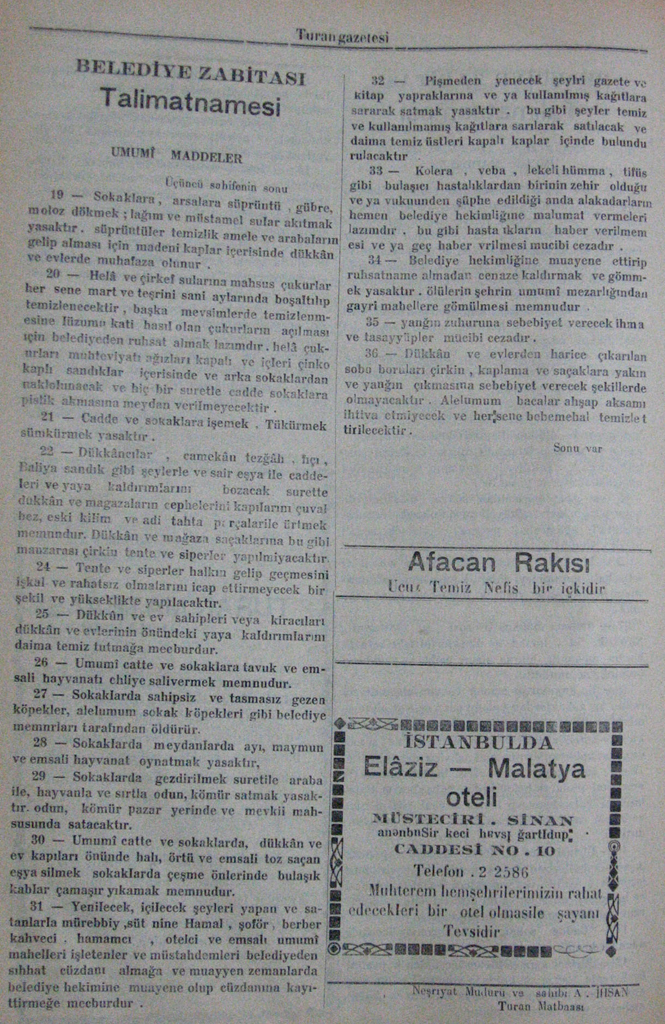 Turan gazetesi
BELEDİYE ZABITASI
Talimatnamesi
UMUMÎ MADDELER
Üçüncü sahifenin sonu
19 — Sokaklara, arsalara süprüntü , gübre,
moloz dökmek ; lağım ve müstamel sular akıtmak
yasaktır. süprüntüler temizlik amele ve arabaların
gelip alması için madeni kaplar içerisinde dükkân
ve evlerde muhafaza olunur .
20 — Helâ ve çirkef sularına mahsus çukurlar
her sene mart ve teşrini sani aylarında boşaltılıp
temizlenecektir , başka mevsimlerde temizlenm-
esine lüzumu kati hasıl olan çukurların açılması
için belediyeden ruhsat almak lazımdır. helâ çuk-
urları muhteviyatı ağızları kapalı ve içleri çinko
kaplı sandıklar içerisinde ve arka sokaklardan
naklolunacak ve hiç bir suretle cadde sokaklara
pislik akmasına meydan verilmeyecektir .
21 — Cadde ve sokaklara işemek . Tükürmek
sümkürmek yasaktır .
22 — Dükkâncılar , camekân tezgâh . fıçı ,
Baliya sandık gibi şeylerle ve sair eşya ile cadde-
leri ve yaya kaldırımlarını bozacak surette
dukkân ve magazaların cephelerini kapılarını çuval
bez, eski kilim ve adi tahta parçalarile örtmek
memnundur. Dükkân ve mağaza saçaklarına bu gibi
manzarası çirkin tente ve siperler yapılmıyacaktır.
24 — Tente ve siperler halkın gelip geçmesini
işkal ve rahatsız olmalarını icap ettirmeyecek bir
şekil ve yükseklikte yapılacaktır.
25 — Dükkân ve ev sahipleri veya kiracıları
dükkân ve evlerinin önündeki yaya kaldırımlarını
daima temiz tutmağa mecburdur.
26 — Umumî catte ve sokaklara tavuk ve em-
sali hayvanatı ehliye salivermek memnudur.
27 — Sokaklarda sahipsiz ve tasmasız gezen
köpekler, alelumum sokak köpekleri gibi belediye
memurları tarafından öldürür.
28 — Sokaklarda meydanlarda ayı, maymun
ve emsali hayvanat oynatmak yasaktır,
29 — Sokaklarda gezdirilmek suretile araba
ile, hayvanla ve sırtla odun, kömür satmak yasak-
tır. odun, kömür pazar yerinde ve mevkii mah-
susunda satacaktır.
30 — Umumî catte ve sokaklarda, dükkân ve
ev kapıları önünde halı, örtü ve emsali toz saçan
eşya silmek sokaklarda çeşme önlerinde bulaşık
kablar çamaşır yıkamak memnudur.
31 — Yenilecek, içilecek şeyleri yapan ve sa-
tanlarla mürebbiy ,süt nine Hamal , şoför , berber
kahveci . hamamcı , otelci ve emsali umumî
mahelleri işletenler ve müstahdemleri belediyeden
sıhhat cüzdanı almağa ve muayyen zemanlarda
belediye hekimine muayene olup cüzdanına kayı-
ttirmeğe mecburdur .
32 — Pişmeden yenecek şeylri gazete ve
kitap yapraklarına ve ya kullanılmış kağıtlara
sararak satmak yasaktır . bu gibi şeyler temiz
ve kullanılmamış kağıtlara sarılarak satılacak ve
daima temiz üstleri kapalı kaplar içinde bulundu
rulacaktır .
33 — Kolera , veba , lekeli hümma , tifüs
gibi bulaşıcı hastalıklardan birinin zehir olduğu
ve ya vukuunden şüphe edildiği anda alakadarların
hemen belediye hekimliğine malumat vermeleri
lazımdır . bu gibi hastalıkların haber verilmem
esi ve ya geç haber vrilmesi mucibi cezadır .
34 — Belediye hekimliğine muayene ettirip
ruhsatname almadan cenaze kaldırmak ve gömm-
ek yasaktır . ölülerin şehrin umumî mezarlığından
gayri mahellere gömülmesi memnudur .
35 — yanğın zuhuruna sebebiyet verecek ihma
ve tasayyüpler mücibi cezadır .
36 — Dükkân ve evlerden harice çıkarılan
soba boruları çirkin , kaplama ve saçaklara yakın
ve yangın çıkmasına sebebiyet verecek şekillerde
olmayacaktır . Alelumum bacalar ahşap aksamı
ihtiva etmiyecek ve her sene behemehal temizlet
tirilecektir .
Sonu var
Afacan Rakısı
Ucuz Temiz Nefis bir içkidir
İSTANBULDA
Elâziz — Malatya
oteli
MÜSTECİRİ . SİNAN
CADDESİ NO . 10
Telefon . 2 2586
Muhterem hemşehrilerimizin rahat
edecekleri bir otel olmasile şayanı
Tevsidir
Neşriyat Muduru ve sahibi A . İHSAN
Turan Matbaası